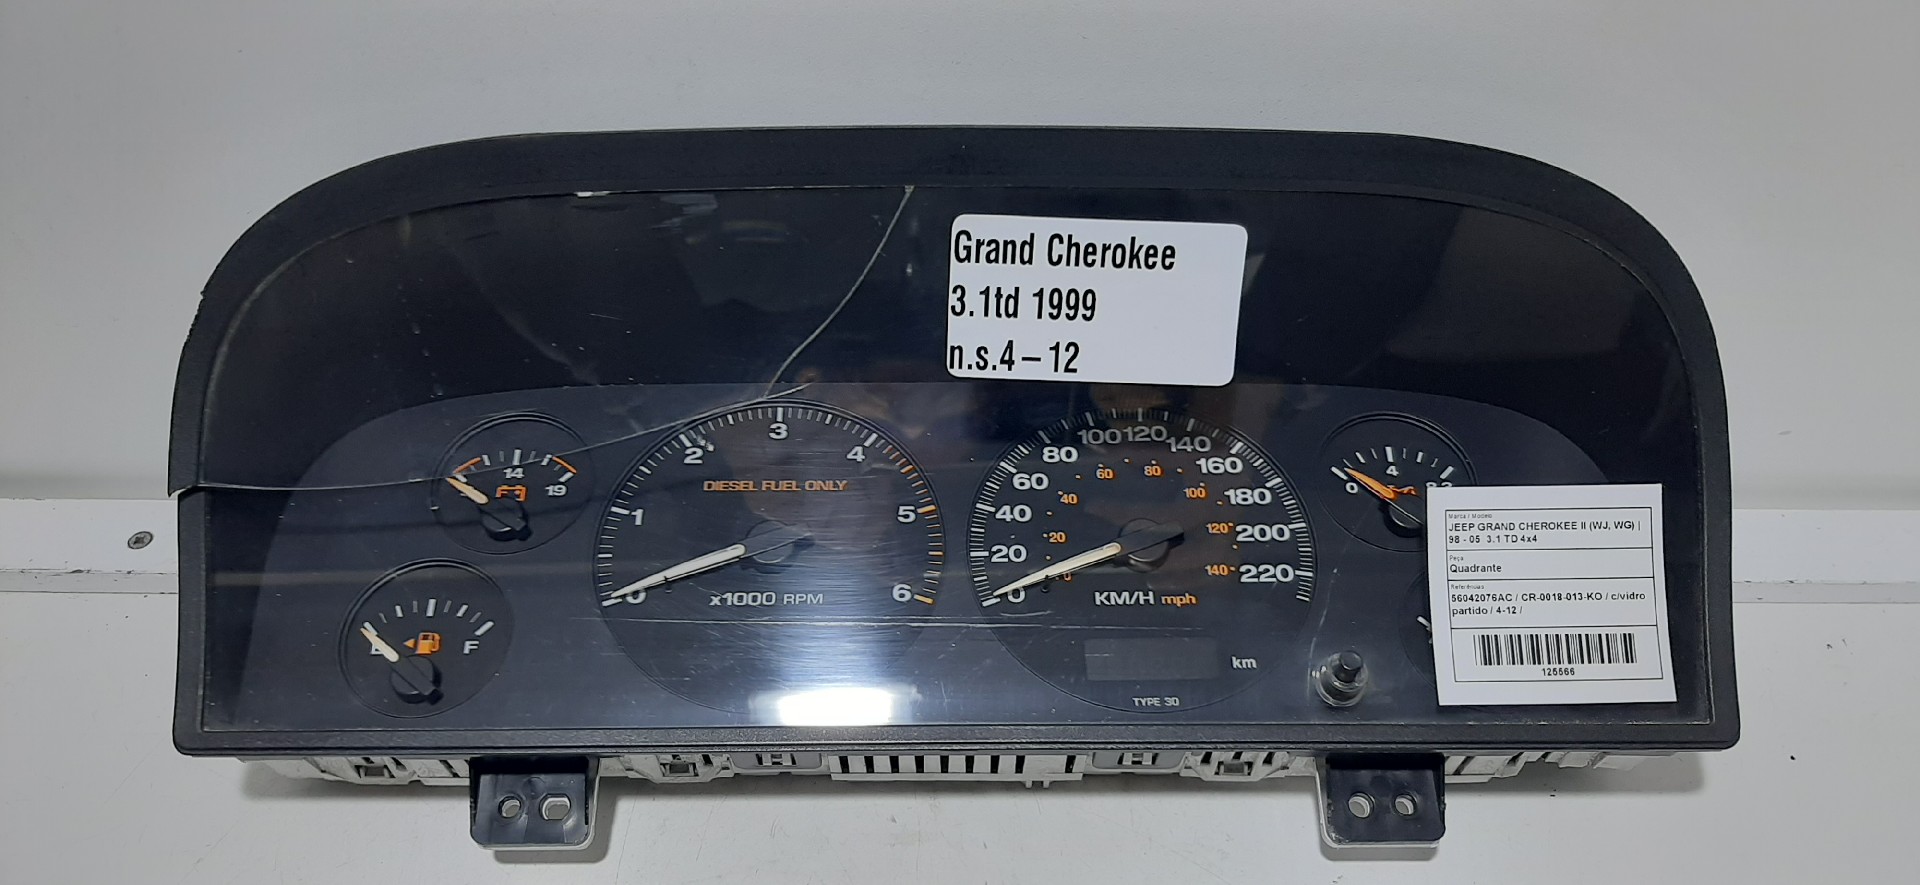 Grand Cherokee
3.1td 1999
n.s.4-12
14
19
F
0
1
2
3
4
5
6
DIESEL FUEL ONLY
x1000 RPM
0
20
40
60
80
100
120
140
160
180
200
220
0
20
40
60
80
100
120
140
KM/H mph
km
TYPE 30
0
4
Marca / Modelo
JEEP GRAND CHEROKEE II (WJ, WG) |
98 - 05 3.1 TD 4x4
Peça
Quadrante
Referências
56042076AC / CR-0018-013-KO / c/vidro
partido / 4-12 /
125566